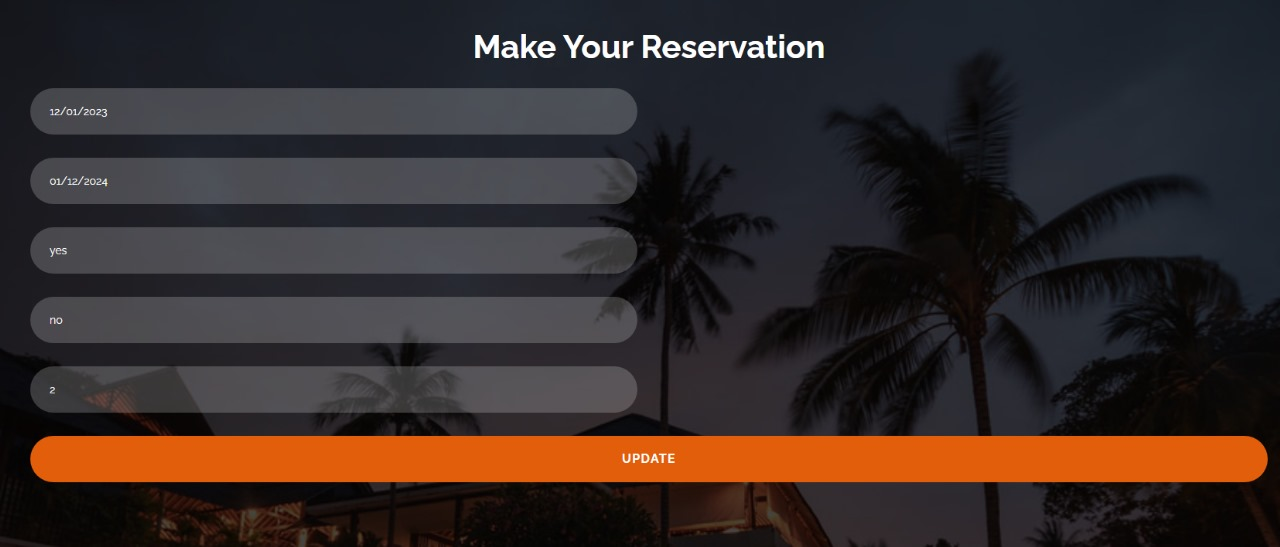 Make Your Reservation
12/01/2023
01/12/2024
yes
no
2
UPDATE